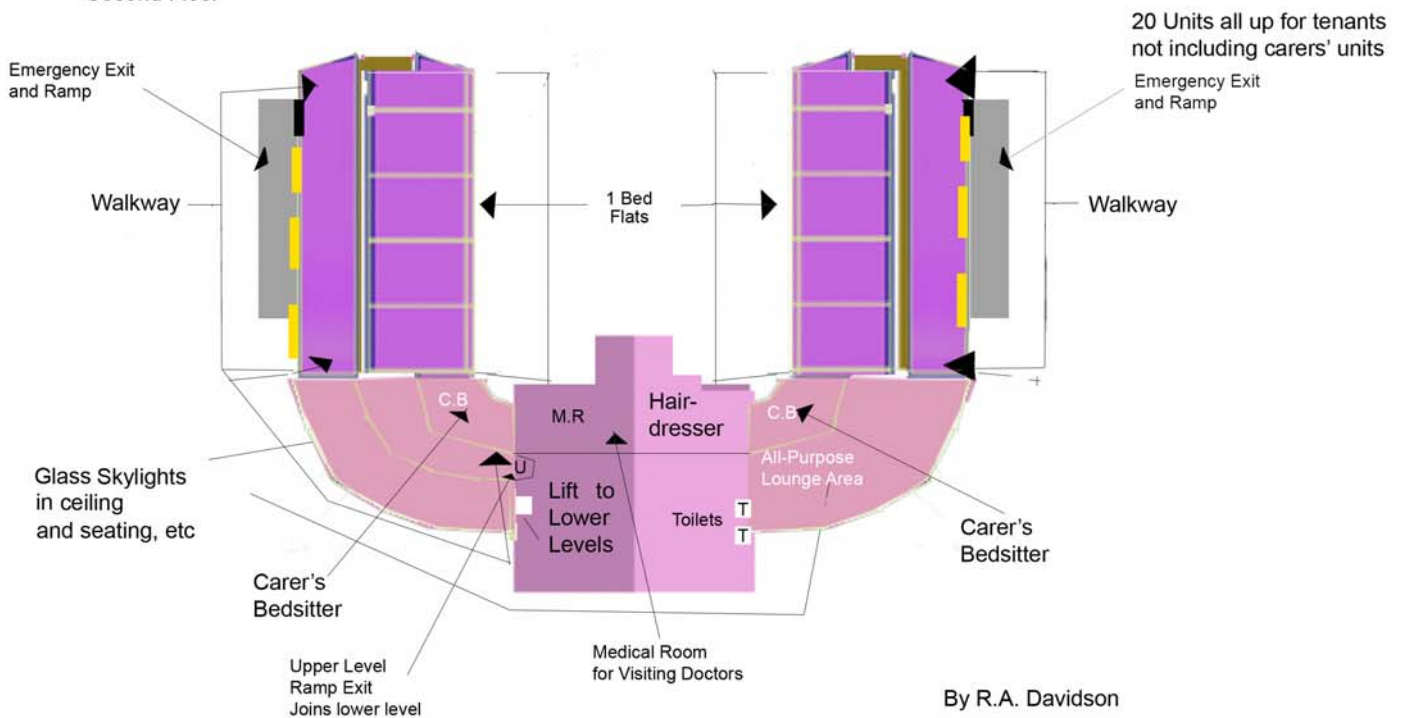 20 Units all up for tenants
not including carers' units
Emergency Exit
and Ramp
Emergency Exit
and Ramp
Walkway
1 Bed
Flats
Walkway
C.B
M.R
Hair-
dresser
C.B
All-Purpose
Lounge Area
U
Glass Skylights
in ceiling
and seating, etc
Lift to
Lower
Levels
Toilets
T
T
Carer's
Bedsitter
Carer's
Bedsitter
Upper Level
Ramp Exit
Joins lower level
Medical Room
for Visiting Doctors
By R.A. Davidson